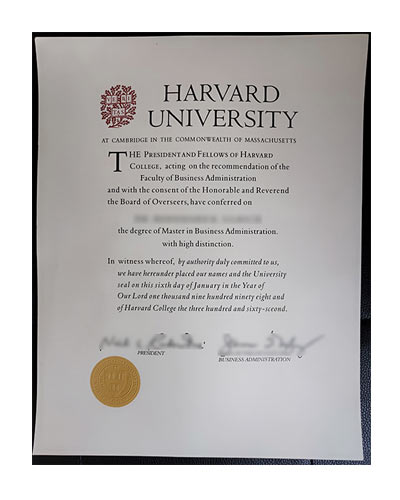 VE RI
TAS
HARVARD
UNIVERSITY
AT CAMBRIDGE IN THE COMMONWEALTH OF MASSACHUSETTS
THE PRESIDENT AND FELLOWS OF HARVARD
COLLEGE, acting on the recommendation of the
Faculty of Business Administration
and with the consent of the Honorable and Reverend
the Board of Overseers, have conferred on
the degree of Master in Business Administration.
with high distinction.
In witness whereof, by authority duly committed to us,
we have hereunder placed our names and the University
seal on this sixth day of January in the Year of
Our Lord one thousand nine hundred ninety eight and
of Harvard College the three hundred and sixty-second.
PRESIDENT
BUSINESS ADMINISTRATION